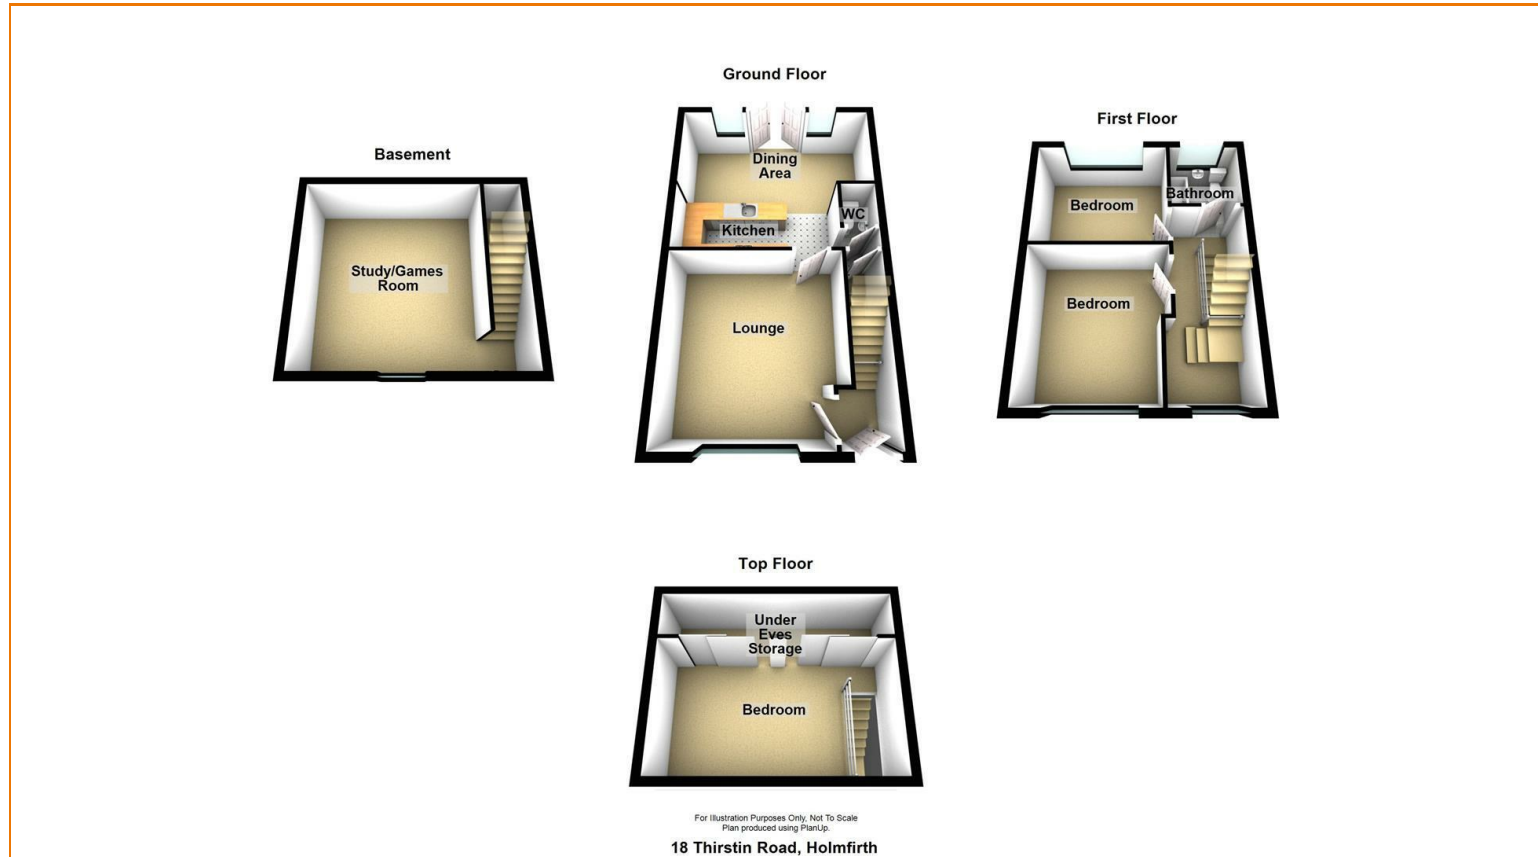 Ground Floor
Dining
Area
WC
Kitchen
Lounge
First Floor
Bathroom
Bedroom
Bedroom
Basement
Study/Games
Room
Top Floor
Under
Eves
Storage
Bedroom
For Illustration Purposes Only, Not To Scale
Plan produced using PlanUp.
18 Thirstin Road, Holmfirth